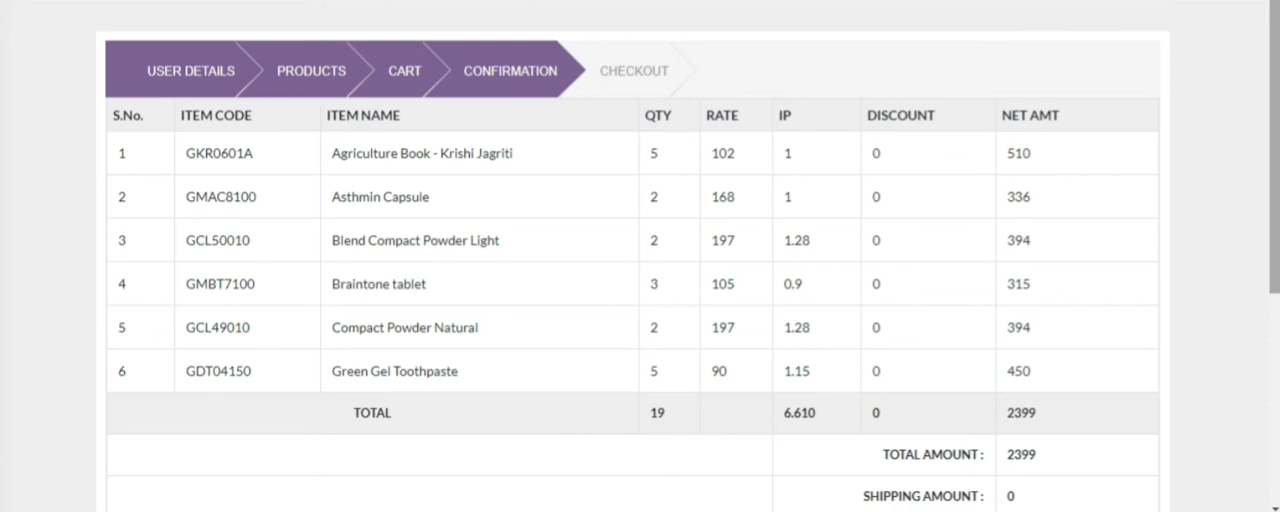 USER DETAILS PRODUCTS CART CONFIRMATION CHECKOUT
S.No. ITEM CODE ITEM NAME QTY RATE IP DISCOUNT NET AMT
1 GKR0601A Agriculture Book - Krishi Jagriti 5 102 1 0 510
2 GMAC8100 Asthmin Capsule 2 168 1 0 336
3 GCL50010 Blend Compact Powder Light 2 197 1.28 0 394
4 GMBT7100 Braintone tablet 3 105 0.9 0 315
5 GCL49010 Compact Powder Natural 2 197 1.28 0 394
6 GDT04150 Green Gel Toothpaste 5 90 1.15 0 450
TOTAL 19 6.610 0 2399
TOTAL AMOUNT : 2399
SHIPPING AMOUNT : 0